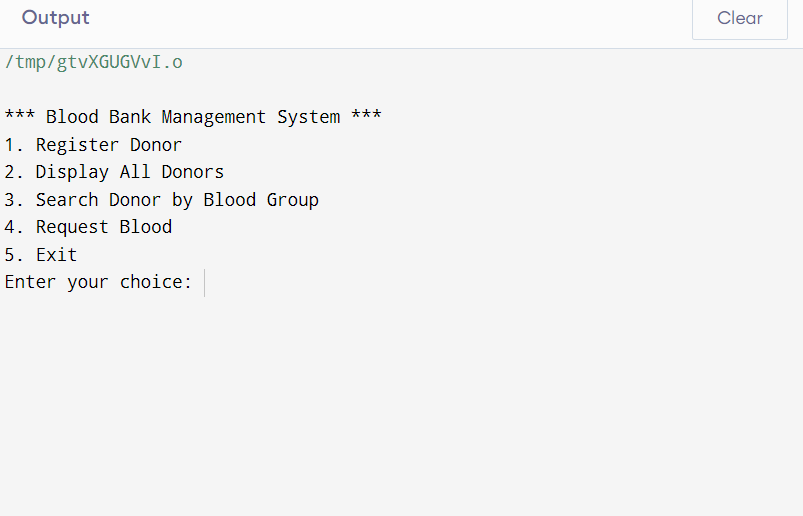 Output
Clear
/tmp/gtvXGUGVvI.o
*** Blood Bank Management System ***
1. Register Donor
2. Display All Donors
3. Search Donor by Blood Group
4. Request Blood
5. Exit
Enter your choice: